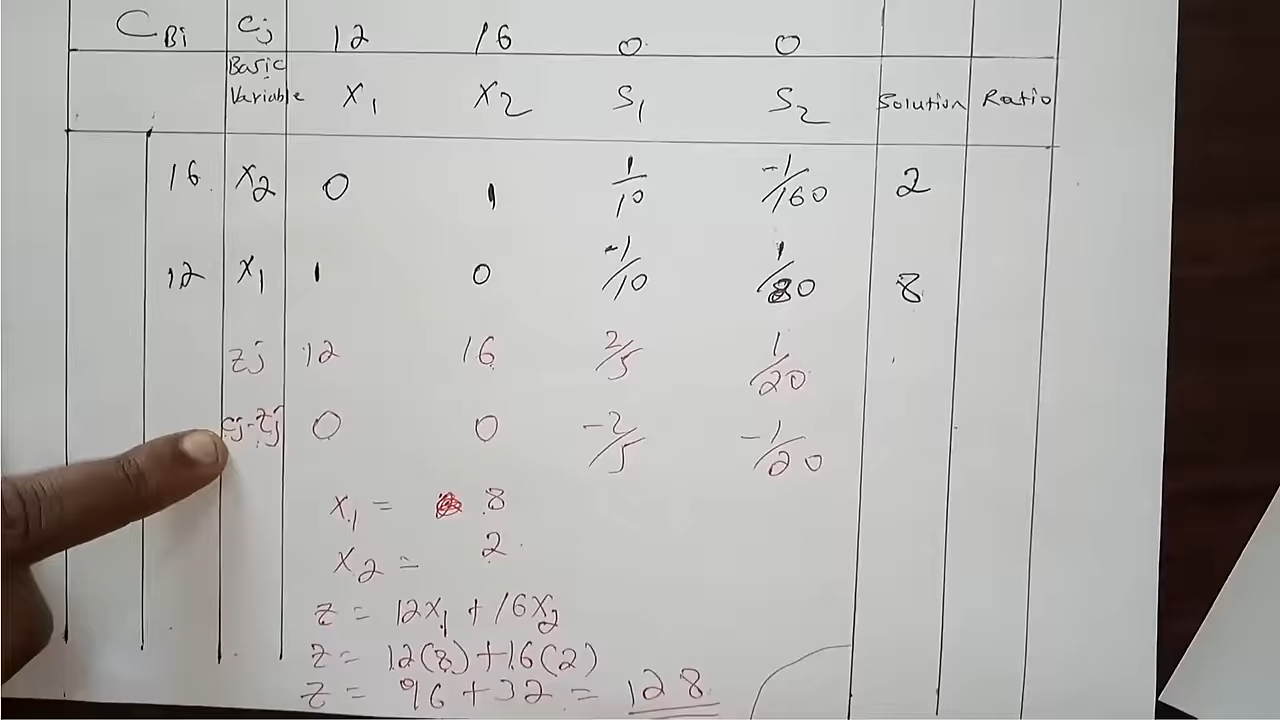 CBi Cj 12 16 0 0
Basic Variable X1 X2 S1 S2 Solution Ratio
16 X2 0 1 1/10 -1/160 2
12 X1 1 0 -1/10 1/80 8
Zj 12 16 2/5 1/20
Cj-Zj 0 0 -2/5 -1/20
X1 = 8
X2 = 2
Z = 12X1 + 16X2
Z = 12(8)+16(2)
Z = 96 + 32 = 128